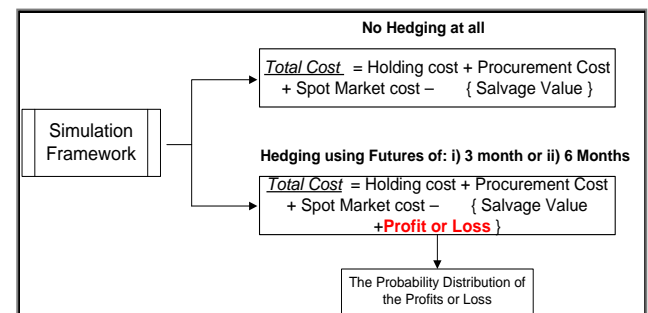 No Hedging at all
Total Cost = Holding cost + Procurement Cost
+ Spot Market cost – { Salvage Value }
Simulation
Framework
Hedging using Futures of: i) 3 month or ii) 6 Months
Total Cost = Holding cost + Procurement Cost
+ Spot Market cost – { Salvage Value
+Profit or Loss }
The Probability Distribution of
the Profits or Loss